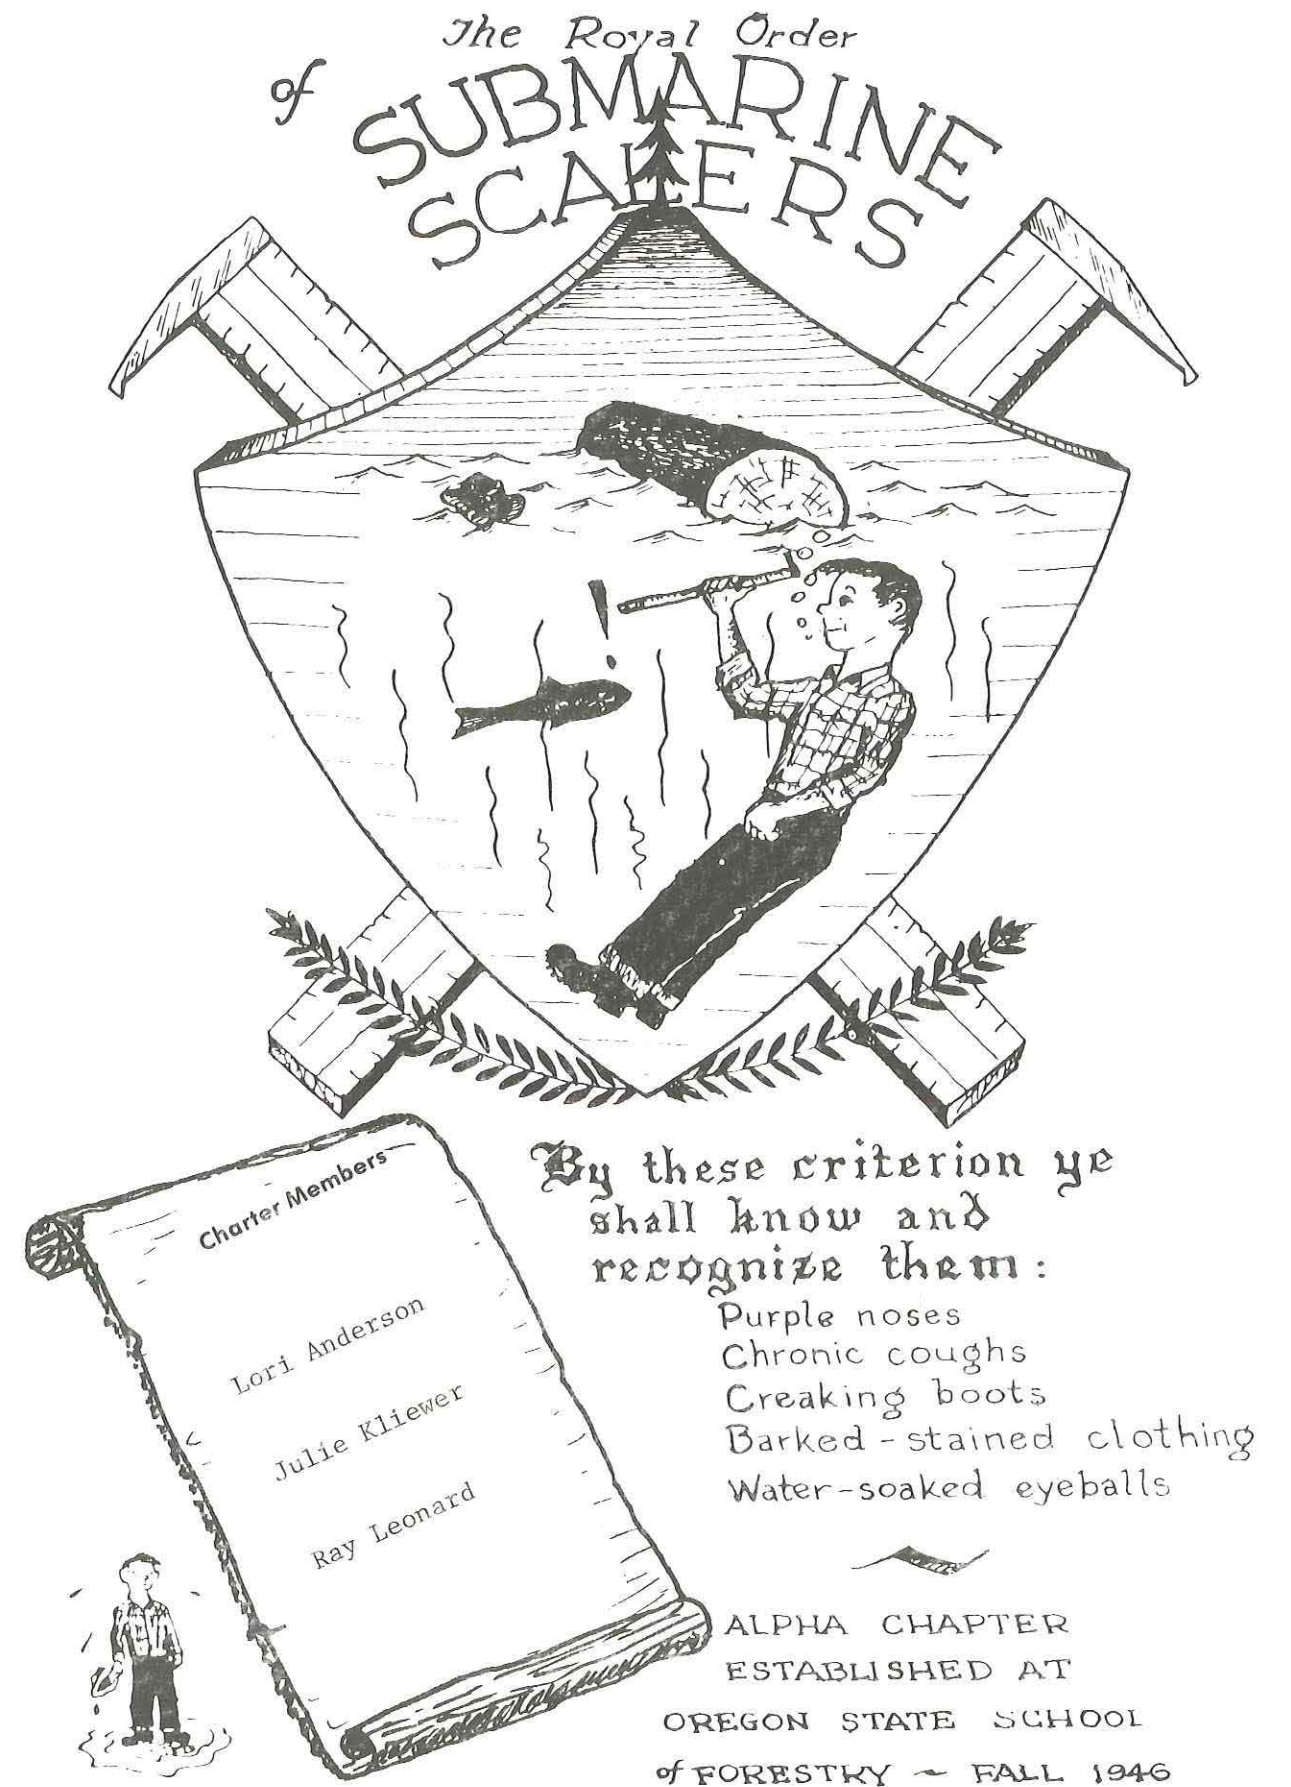 The Royal Order
of SUBMARINE
SCALERS
Charter Members
Lori Anderson
Julie Kliewer
Ray Leonard
By these criterion ye
shall know and
recognize them:
Purple noses
Chronic coughs
Creaking boots
Barked-stained clothing
Water-soaked eyeballs
ALPHA CHAPTER
ESTABLISHED AT
OREGON STATE SCHOOL
of FORESTRY ~ FALL 1946